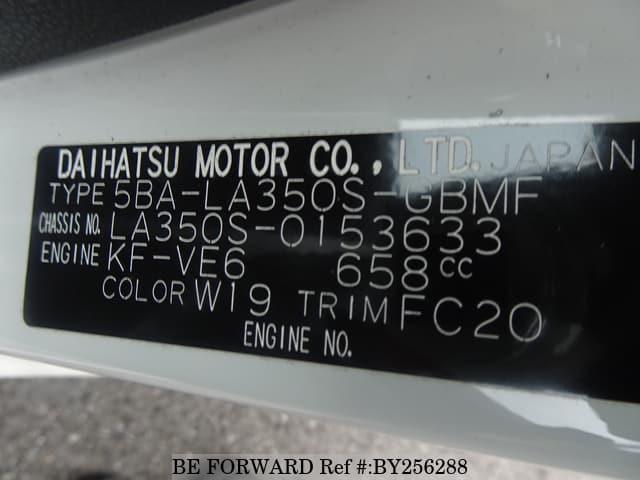 DAIHATSU MOTOR CO., LTD. JAPAN
TYPE 5BA-LA350S-GBMF
CHASSIS NO. LA350S-0153633
ENGINE KF-VE6 658cc
COLOR W19 TRIM FC20
ENGINE NO.
BE FORWARD Ref #:BY256288